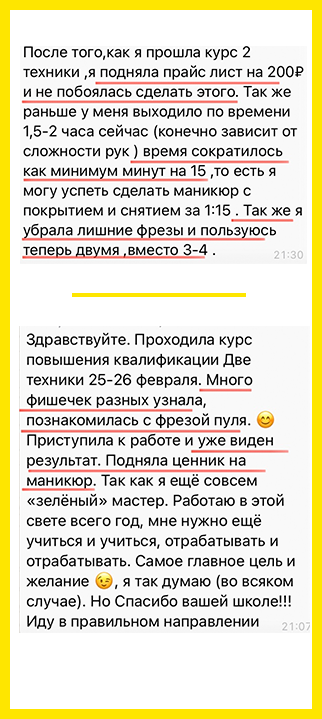 После того,как я прошла курс 2
техники ,я подняла прайс лист на 200₽
и не побоялась сделать этого. Так же
раньше у меня выходило по времени
1,5-2 часа сейчас (конечно зависит от
сложности рук ) время сократилось
как минимум минут на 15 ,то есть я
могу успеть сделать маникюр с
покрытием и снятием за 1:15 . Так же я
убрала лишние фрезы и пользуюсь
теперь двумя ,вместо 3-4 .
21:30
Здравствуйте. Проходила курс
повышения квалификации Две
техники 25-26 февраля. Много
фишечек разных узнала,
познакомилась с фрезой пуля. 😊
Приступила к работе и уже виден
результат. Подняла ценник на
маникюр. Так как я ещё совсем
«зелёный» мастер. Работаю в этой
свете всего год, мне нужно ещё
учиться и учиться, отрабатывать и
отрабатывать. Самое главное цель и
желание 😉, я так думаю (во всяком
случае). Но Спасибо вашей школе!!!
Иду в правильном направлении
21:07